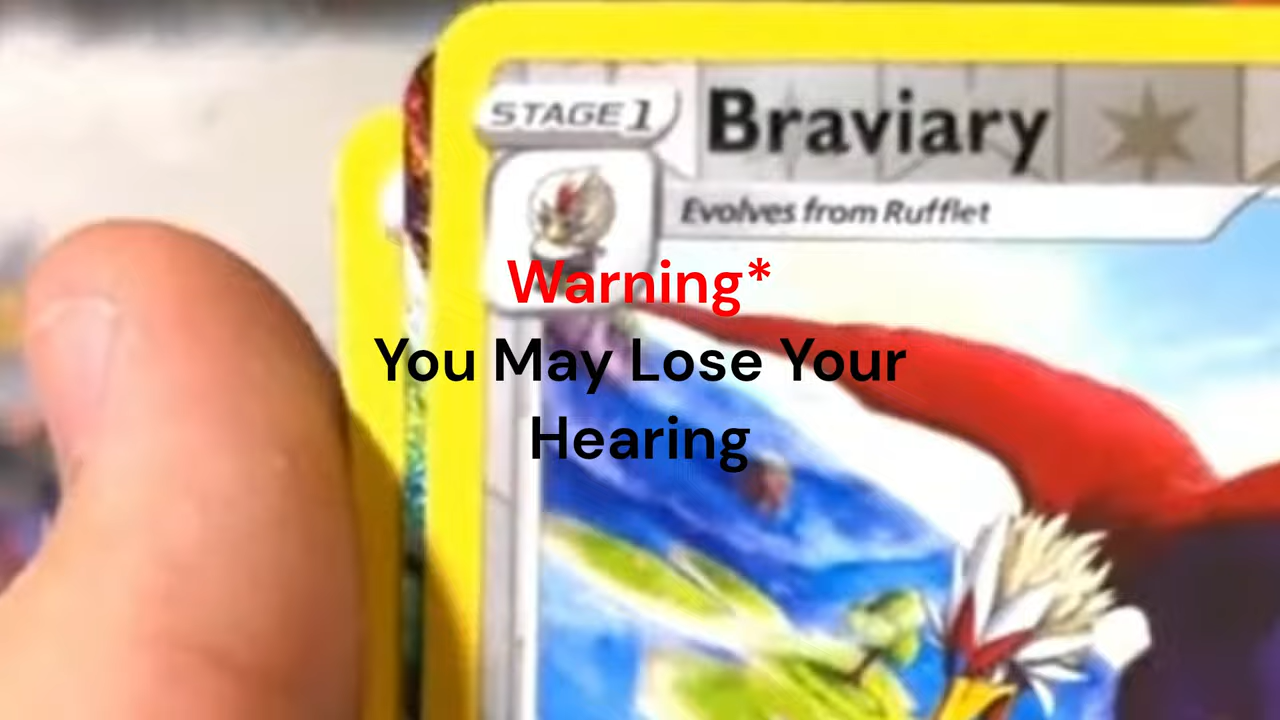 STAGE 1
Braviary
Evolves from Rufflet
Warning*
You May Lose Your
Hearing